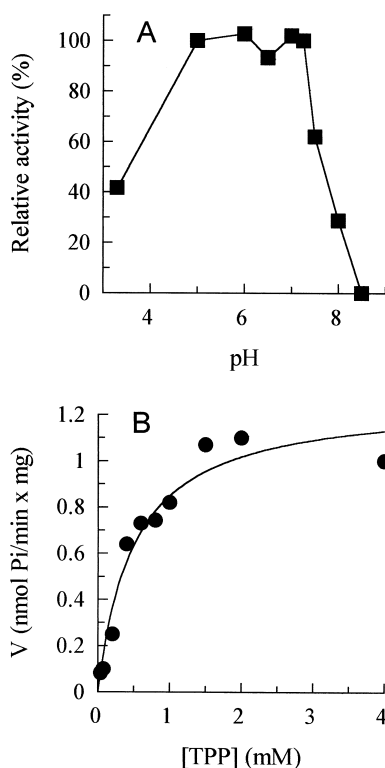 A
Relative activity (%)
100
80
60
40
20
0
4 6 8
pH
B
V (nmol Pi/min x mg)
1.2
1
0.8
0.6
0.4
0.2
0
0 1 2 3 4
[TPP] (mM)